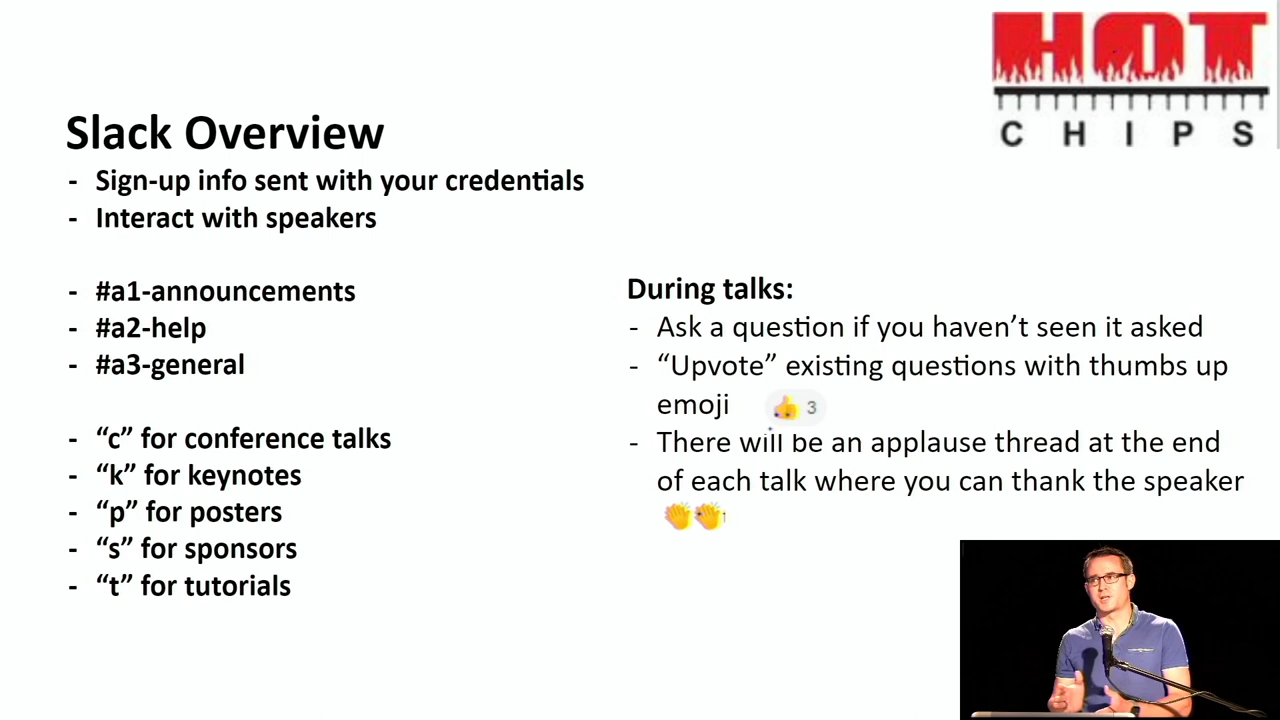 HOT
CHIPS
Slack Overview
- Sign-up info sent with your credentials
- Interact with speakers
- #a1-announcements
- #a2-help
- #a3-general
- “c” for conference talks
- “k” for keynotes
- “p” for posters
- “s” for sponsors
- “t” for tutorials
During talks:
- Ask a question if you haven’t seen it asked
- “Upvote” existing questions with thumbs up
emoji 👍 3
- There will be an applause thread at the end
of each talk where you can thank the speaker
👏👏